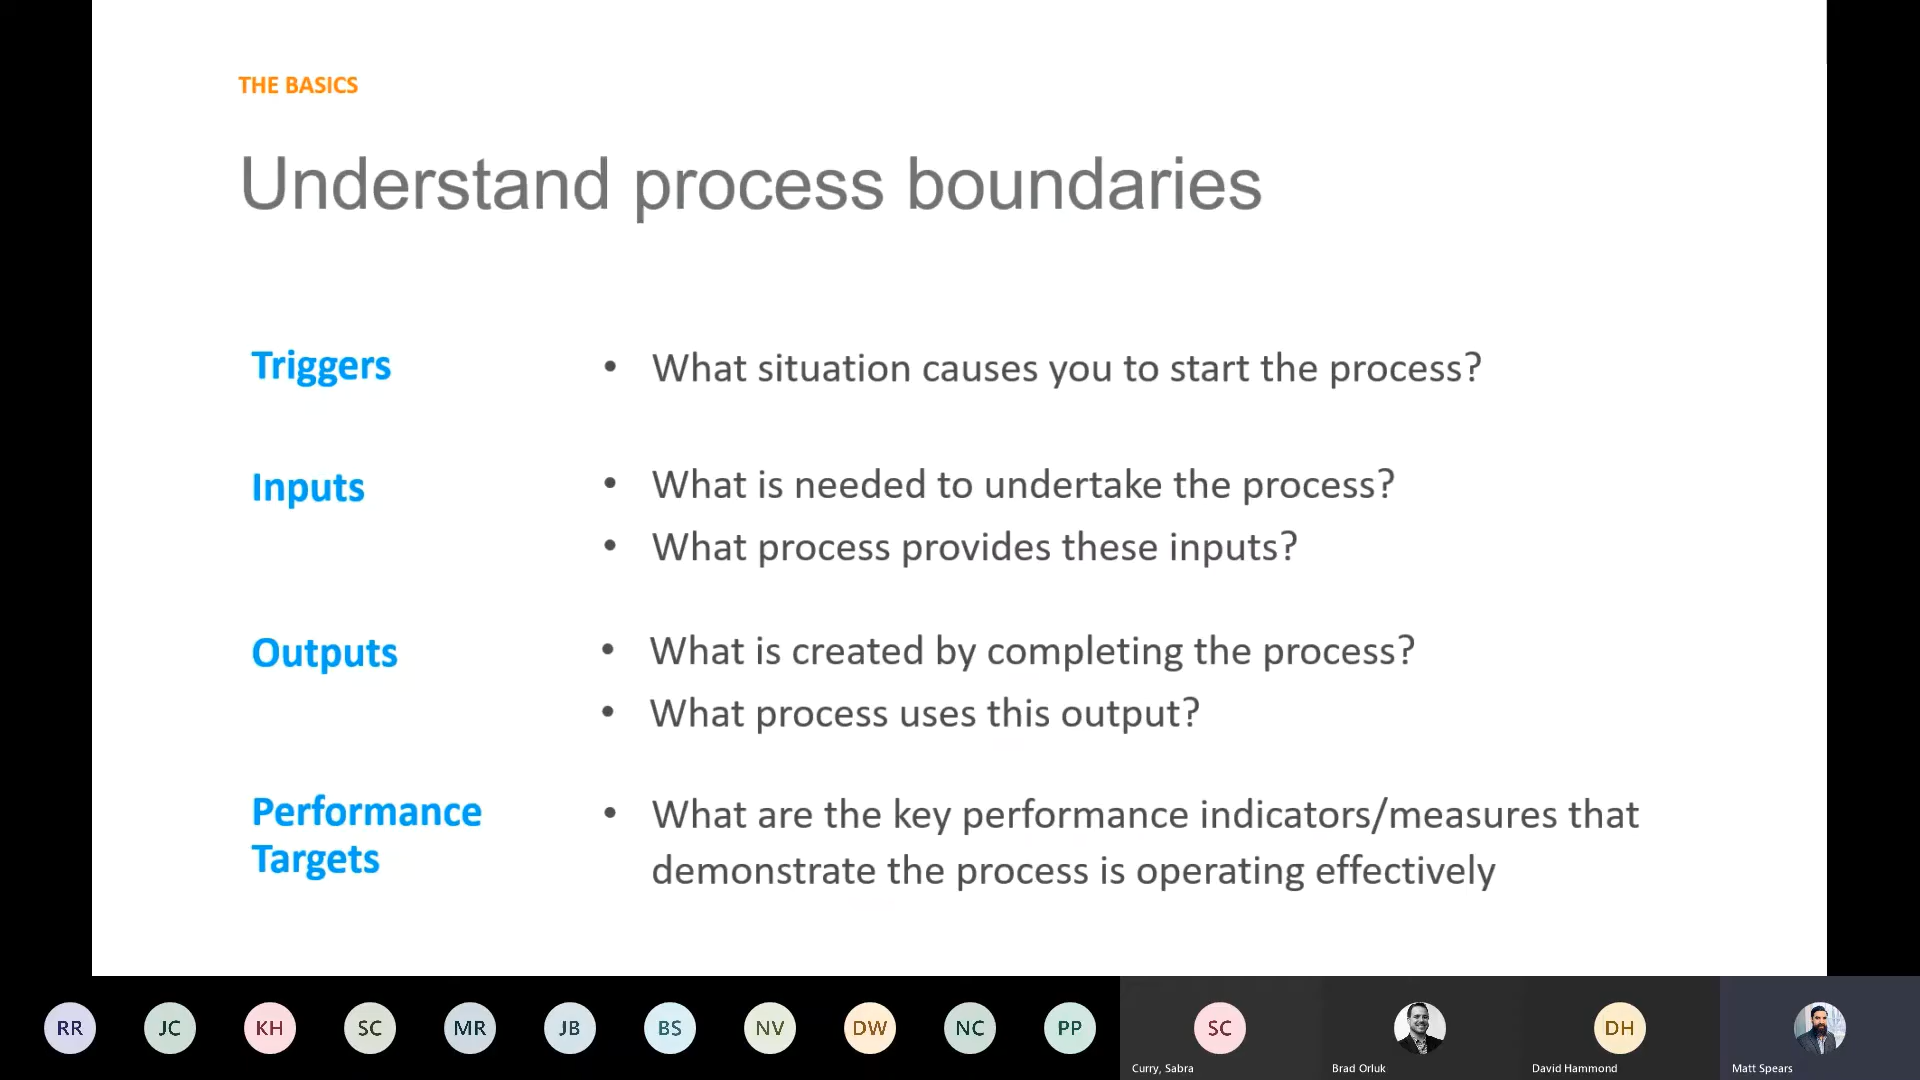 THE BASICS
Understand process boundaries
Triggers
• What situation causes you to start the process?
Inputs
• What is needed to undertake the process?
• What process provides these inputs?
Outputs
• What is created by completing the process?
• What process uses this output?
Performance
Targets
• What are the key performance indicators/measures that
demonstrate the process is operating effectively
RR
JC
KH
SC
MR
JB
BS
NV
DW
NC
PP
SC
Curry, Sabra
Brad Orluk
DH
David Hammond
Matt Spears